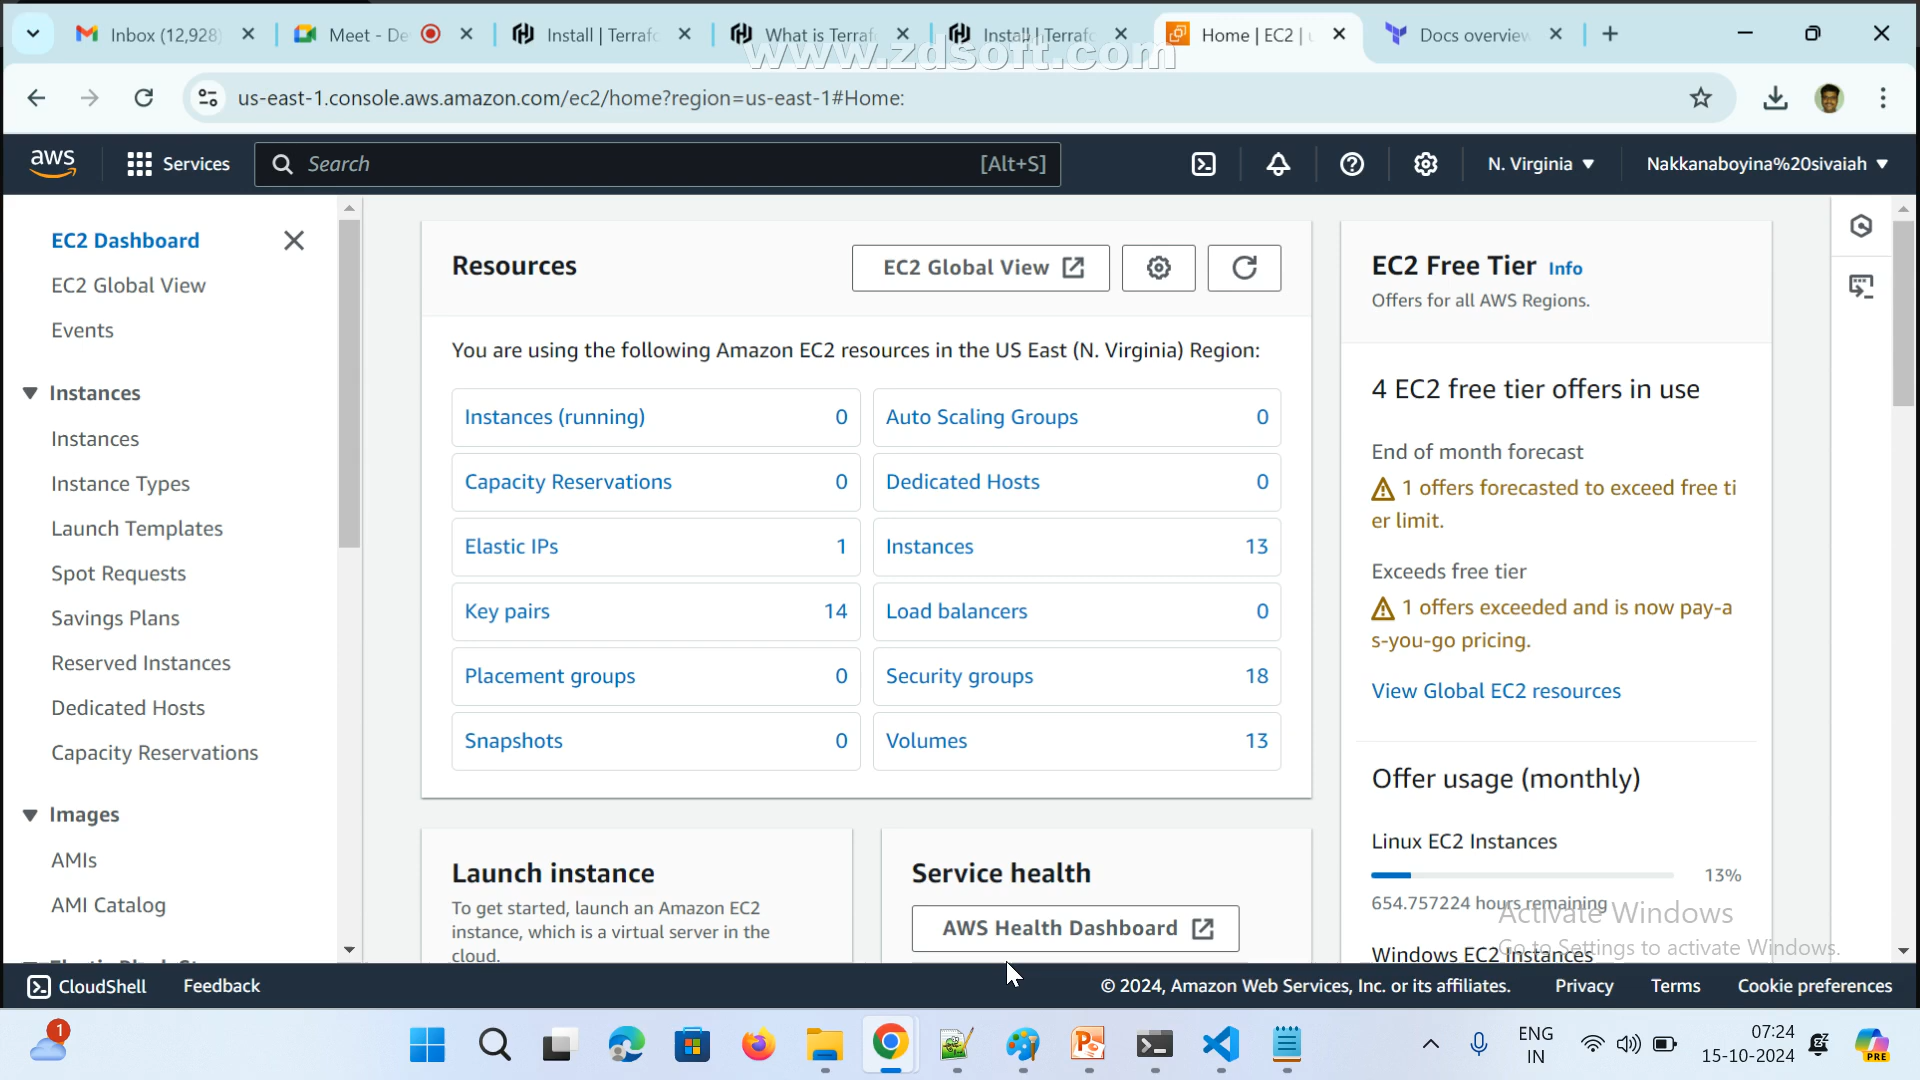 Inbox (12,928)
Meet - De
Install | Terrafo
What is Terraf
Install | Terrafo
Home | EC2 | u
Docs overview
www.zdsoft.com
us-east-1.console.aws.amazon.com/ec2/home?region=us-east-1#Home:
aws
Services
Search
[Alt+S]
N. Virginia
Nakkanaboyina%20sivaiah
EC2 Dashboard
EC2 Global View
Events
Instances
Instances
Instance Types
Launch Templates
Spot Requests
Savings Plans
Reserved Instances
Dedicated Hosts
Capacity Reservations
Images
AMIs
AMI Catalog
Resources
EC2 Global View
You are using the following Amazon EC2 resources in the US East (N. Virginia) Region:
Instances (running) 0
Auto Scaling Groups 0
Capacity Reservations 0
Dedicated Hosts 0
Elastic IPs 1
Instances 13
Key pairs 14
Load balancers 0
Placement groups 0
Security groups 18
Snapshots 0
Volumes 13
Launch instance
To get started, launch an Amazon EC2
instance, which is a virtual server in the
cloud.
Service health
AWS Health Dashboard
EC2 Free Tier Info
Offers for all AWS Regions.
4 EC2 free tier offers in use
End of month forecast
1 offers forecasted to exceed free ti
er limit.
Exceeds free tier
1 offers exceeded and is now pay-a
s-you-go pricing.
View Global EC2 resources
Offer usage (monthly)
Linux EC2 Instances
13%
654.757224 hours remaining
Windows EC2 Instances
Activate Windows
Go to Settings to activate Windows.
CloudShell
Feedback
© 2024, Amazon Web Services, Inc. or its affiliates.
Privacy
Terms
Cookie preferences
1
ENG
IN
07:24
15-10-2024
PRE